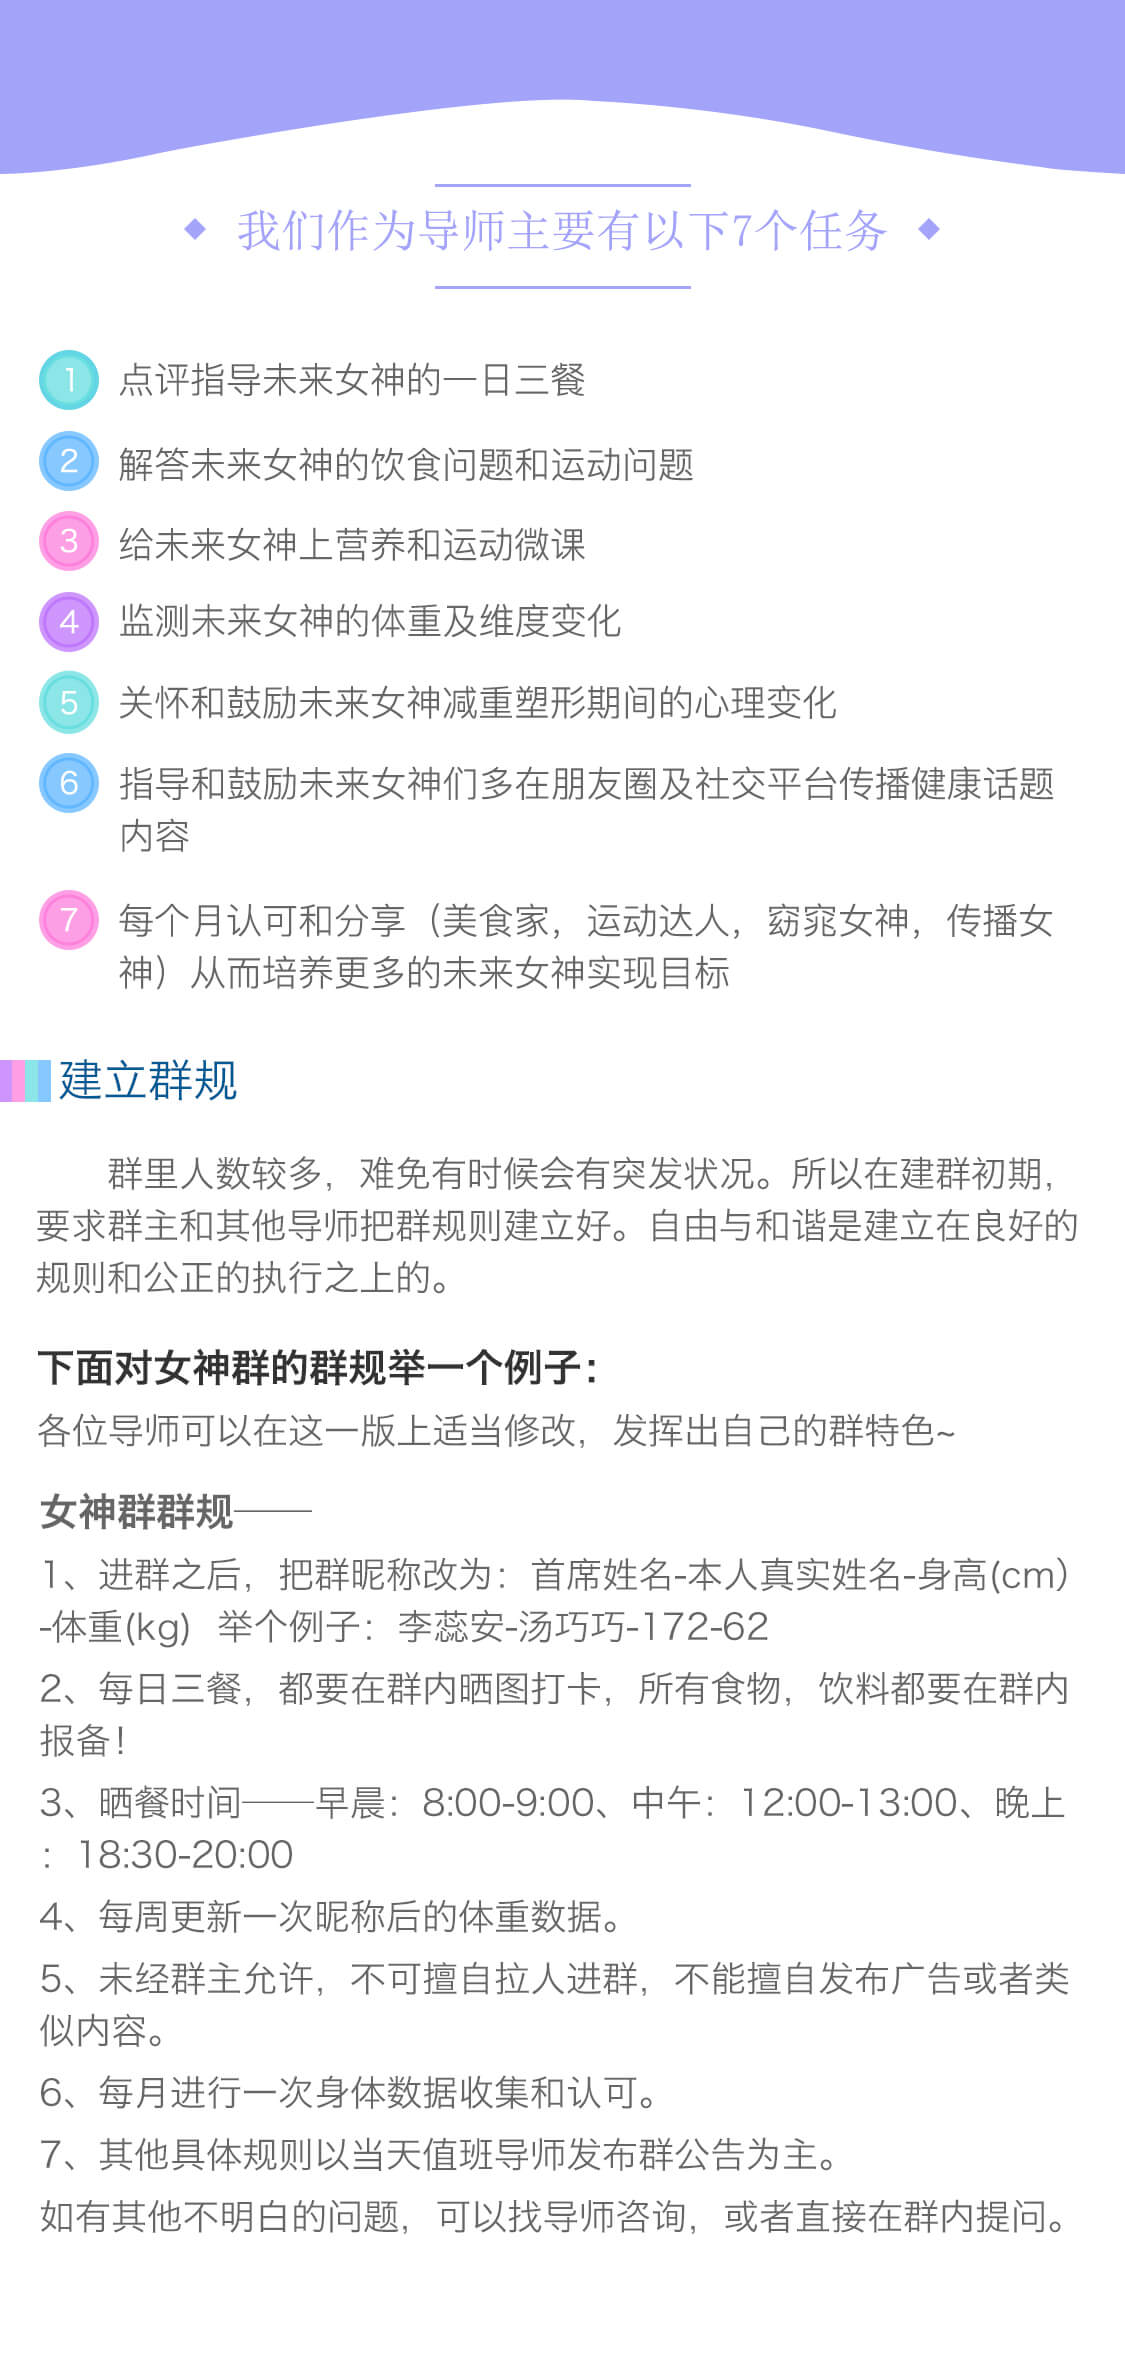 我们作为导师主要有以下7个任务
1 点评指导未来女神的一日三餐
2 解答未来女神的饮食问题和运动问题
3 给未来女神上营养和运动微课
4 监测未来女神的体重及维度变化
5 关怀和鼓励未来女神减重塑形期间的心理变化
6 指导和鼓励未来女神们多在朋友圈及社交平台传播健康话题
内容
7 每个月认可和分享（美食家，运动达人，窈窕女神，传播女
神）从而培养更多的未来女神实现目标
建立群规
群里人数较多，难免有时候会有突发状况。所以在建群初期，
要求群主和其他导师把群规则建立好。自由与和谐是建立在良好的
规则和公正的执行之上的。
下面对女神群的群规举一个例子：
各位导师可以在这一版上适当修改，发挥出自己的群特色~
女神群群规——
1、进群之后，把群昵称改为：首席姓名-本人真实姓名-身高(cm）
-体重(kg) 举个例子：李蕊安-汤巧巧-172-62
2、每日三餐，都要在群内晒图打卡，所有食物，饮料都要在群内
报备！
3、晒餐时间——早晨：8:00-9:00、中午：12:00-13:00、晚上
：18:30-20:00
4、每周更新一次昵称后的体重数据。
5、未经群主允许，不可擅自拉人进群，不能擅自发布广告或者类
似内容。
6、每月进行一次身体数据收集和认可。
7、其他具体规则以当天值班导师发布群公告为主。
如有其他不明白的问题，可以找导师咨询，或者直接在群内提问。